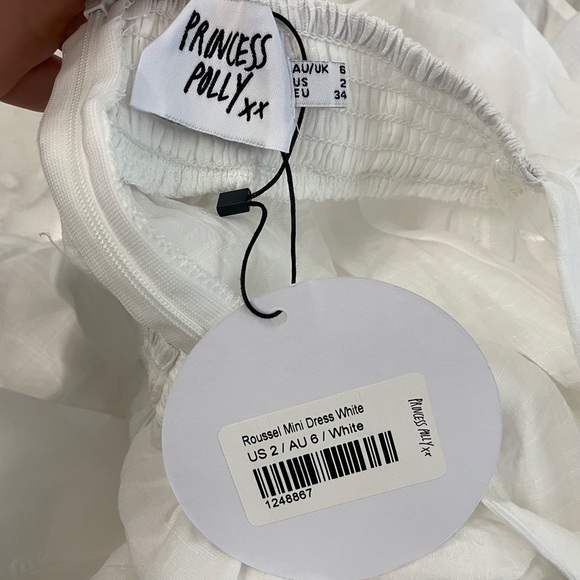 PRINCESS
POLLY xx
AU/UK 6
US 2
EU 34
Roussel Mini Dress White
US 2 / AU 6 / White
1248867
PRINCESS
POLLY xx